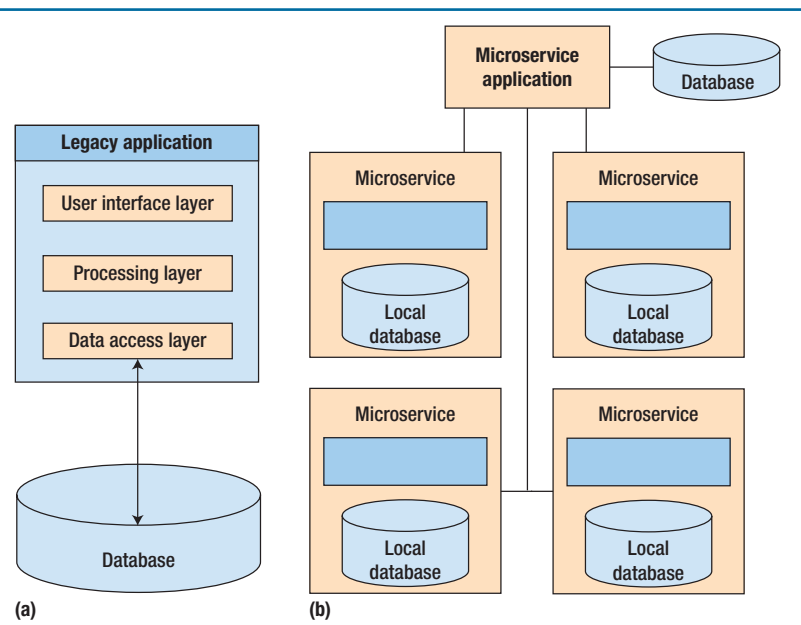 Legacy application
User interface layer
Processing layer
Data access layer
Database
(a)
Microservice
application
Database
Microservice
Local
database
Microservice
Local
database
Microservice
Local
database
Microservice
Local
database
(b)